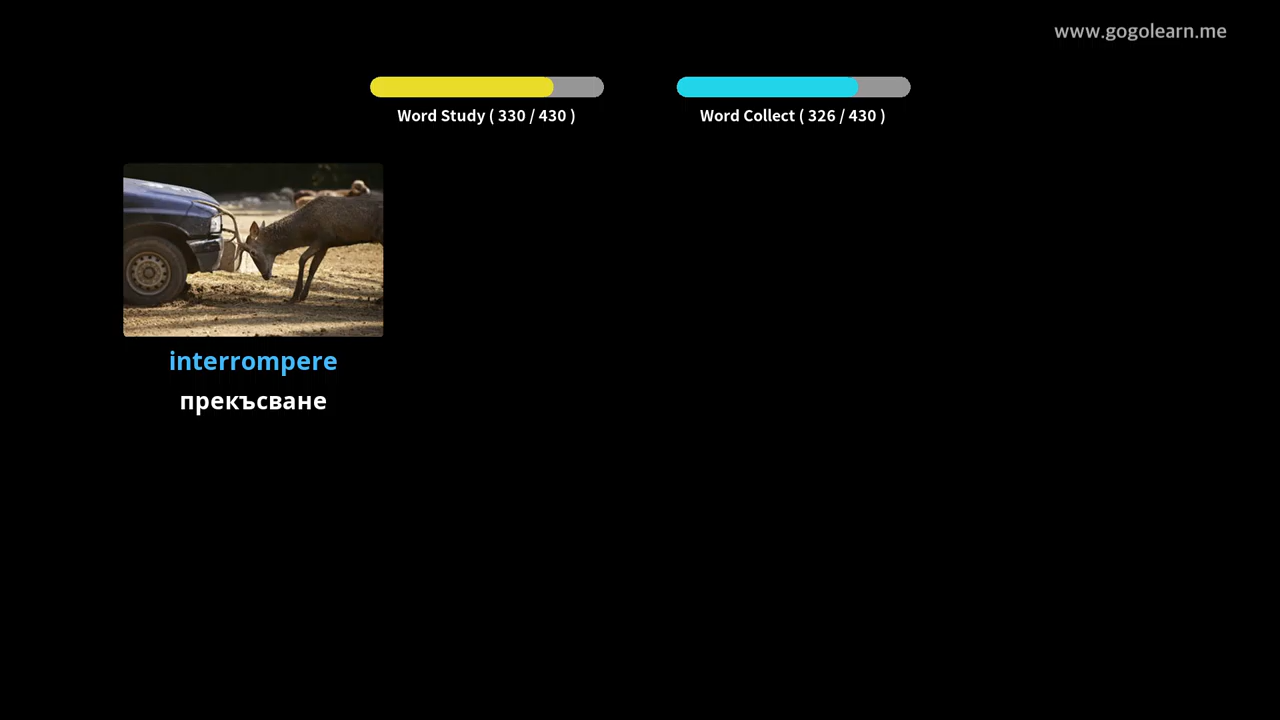 www.gogolearn.me
Word Study ( 330 / 430 )
Word Collect ( 326 / 430 )
interrompere
прекъсване